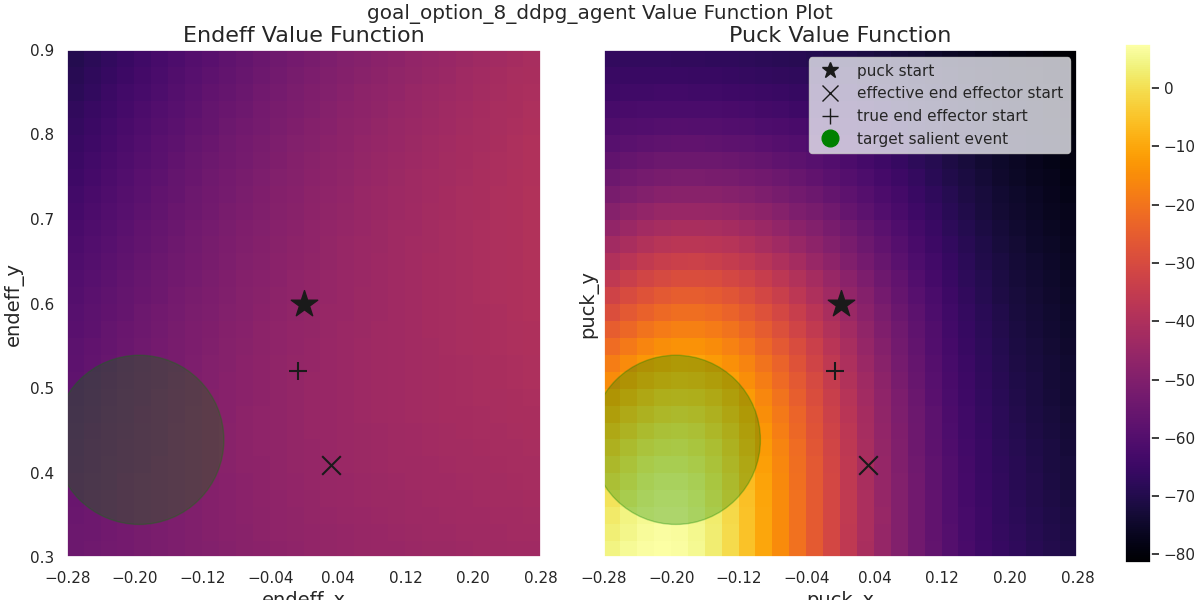 goal_option_8_ddpg_agent Value Function Plot
Endeff Value Function
Puck Value Function
0.9
0.8
0.7
0.6
0.5
0.4
0.3
endeff_y
−0.28 −0.20 −0.12 −0.04 0.04 0.12 0.20 0.28
endeff_x
puck_y
puck start
effective end effector start
true end effector start
target salient event
−0.28 −0.20 −0.12 −0.04 0.04 0.12 0.20 0.28
puck_x
0
−10
−20
−30
−40
−50
−60
−70
−80